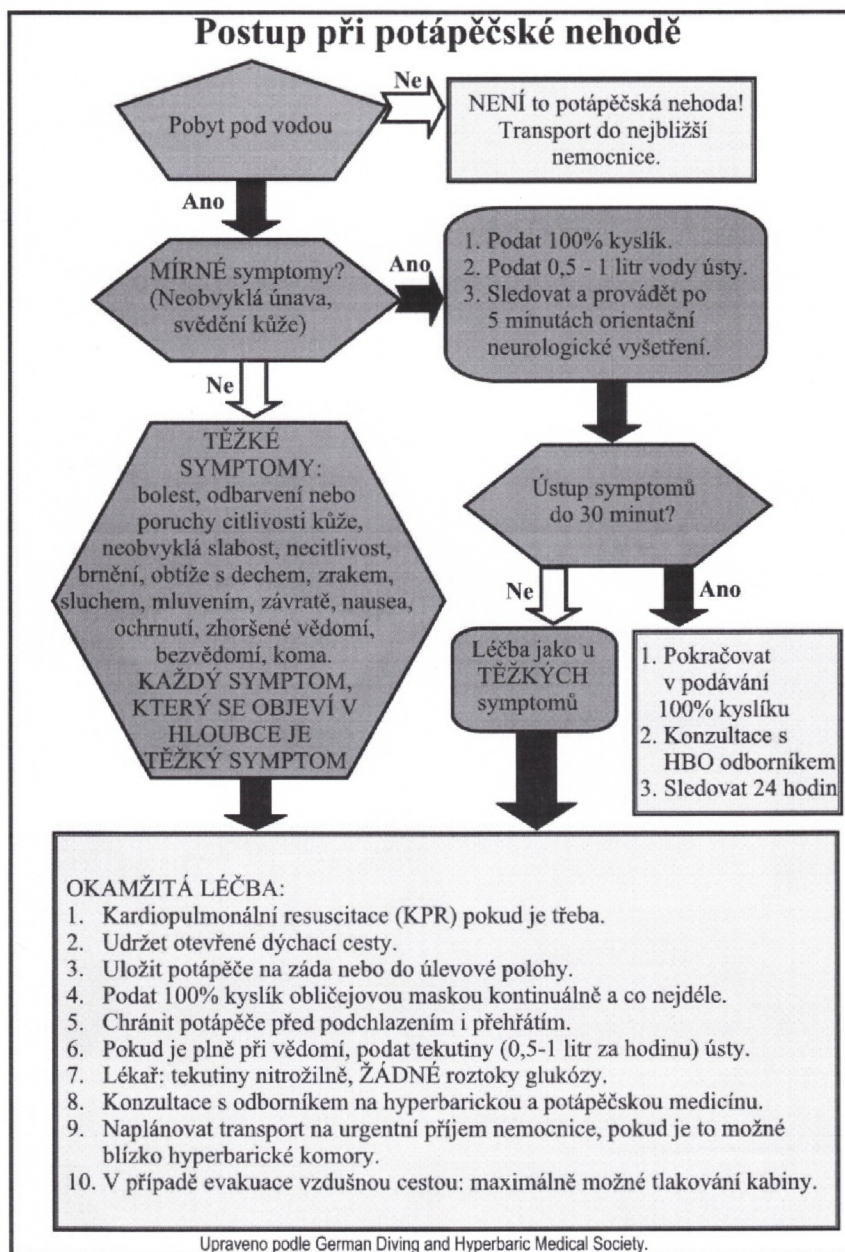 Postup při potápěčské nehodě
Pobyt pod vodou
Ne
NENÍ to potápěčská nehoda!
Transport do nejbližší
nemocnice.
Ano
MÍRNÉ symptomy?
(Neobvyklá únava,
svědění kůže)
Ano
1. Podat 100% kyslík.
2. Podat 0,5 - 1 litr vody ústy.
3. Sledovat a provádět po
5 minutách orientační
neurologické vyšetření.
Ne
TĚŽKÉ
SYMPTOMY:
bolest, odbarvení nebo
poruchy citlivosti kůže,
neobvyklá slabost, necitlivost,
brnění, obtíže s dechem, zrakem,
sluchem, mluvením, závratě, nausea,
ochrnutí, zhoršené vědomí,
bezvědomí, koma.
KAŽDÝ SYMPTOM,
KTERÝ SE OBJEVÍ V
HLOUBCE JE
TĚŽKÝ SYMPTOM
Ústup symptomů
do 30 minut?
Ne
Ano
Léčba jako u
TĚŽKÝCH
symptomů
1. Pokračovat
v podávání
100% kyslíku
2. Konzultace s
HBO odborníkem
3. Sledovat 24 hodin
OKAMŽITÁ LÉČBA:
1. Kardiopulmonální resuscitace (KPR) pokud je třeba.
2. Udržet otevřené dýchací cesty.
3. Uložit potápěče na záda nebo do úlevové polohy.
4. Podat 100% kyslík obličejovou maskou kontinuálně a co nejdéle.
5. Chránit potápěče před podchlazením i přehřátím.
6. Pokud je plně při vědomí, podat tekutiny (0,5-1 litr za hodinu) ústy.
7. Lékař: tekutiny nitrožilně, ŽÁDNÉ roztoky glukózy.
8. Konzultace s odborníkem na hyperbarickou a potápěčskou medicínu.
9. Naplánovat transport na urgentní příjem nemocnice, pokud je to možné
blízko hyperbarické komory.
10. V případě evakuace vzdušnou cestou: maximálně možné tlakování kabiny.
Upraveno podle German Diving and Hyperbaric Medical Society.